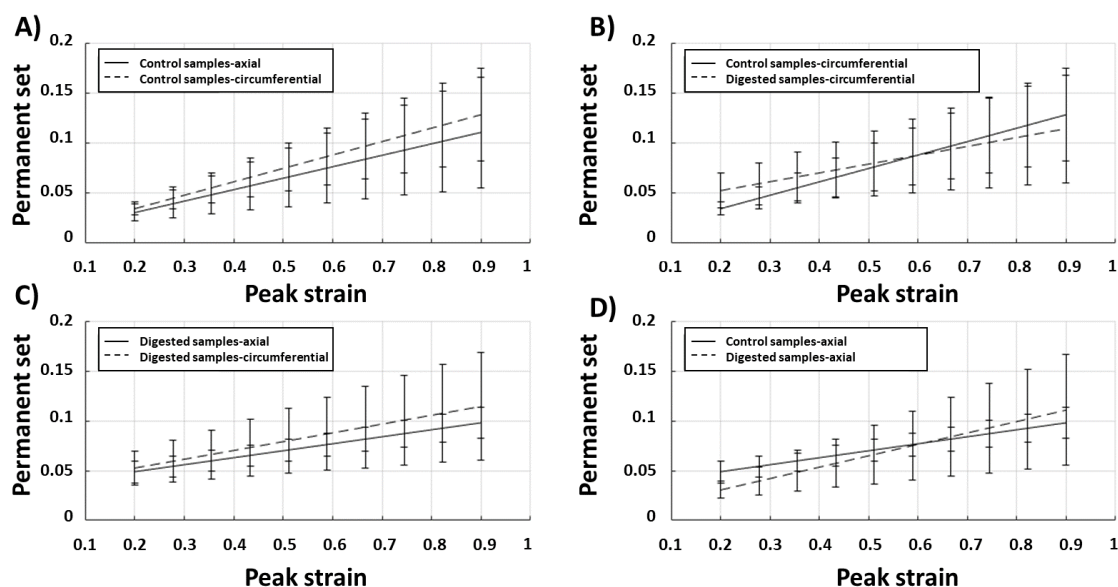 A)
0.2
0.15
0.1
0.05
0
Permanent set
Control samples-axial
Control samples-circumferential
0.1 0.2 0.3 0.4 0.5 0.6 0.7 0.8 0.9 1
Peak strain
B)
0.2
0.15
0.1
0.05
0
Permanent set
Control samples-circumferential
Digested samples-circumferential
0.1 0.2 0.3 0.4 0.5 0.6 0.7 0.8 0.9 1
Peak strain
C)
0.2
0.15
0.1
0.05
0
Permanent set
Digested samples-axial
Digested samples-circumferential
0.1 0.2 0.3 0.4 0.5 0.6 0.7 0.8 0.9 1
Peak strain
D)
0.2
0.15
0.1
0.05
0
Permanent set
Control samples-axial
Digested samples-axial
0.1 0.2 0.3 0.4 0.5 0.6 0.7 0.8 0.9 1
Peak strain